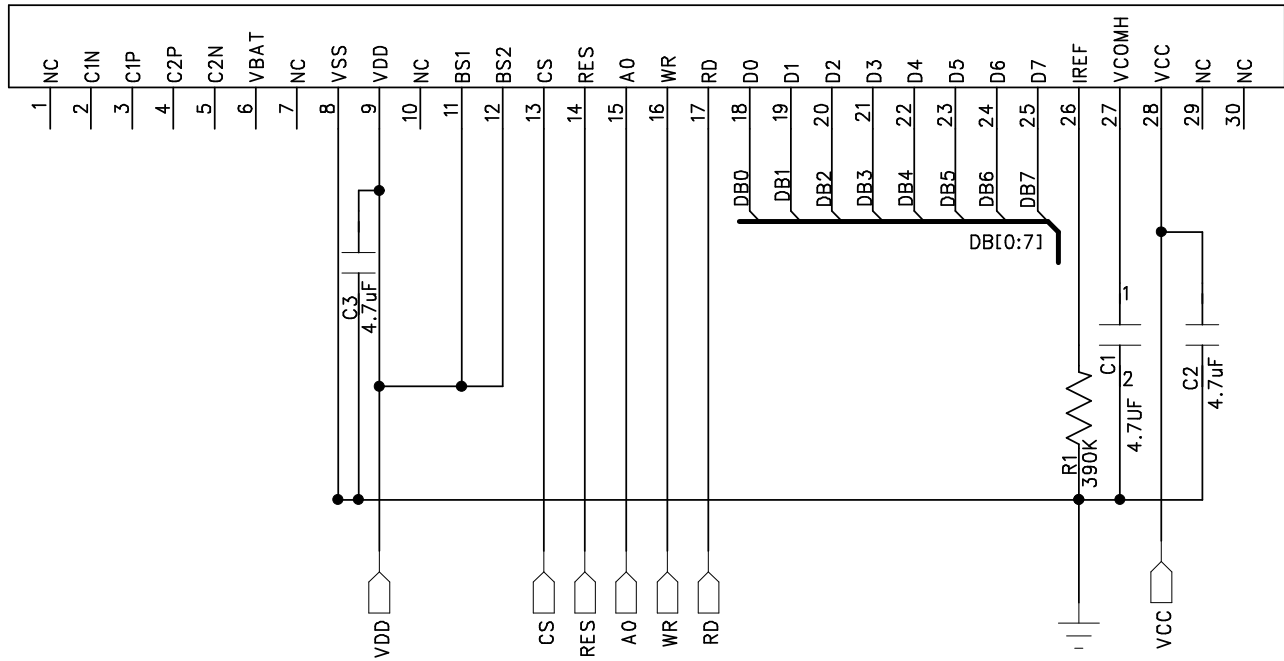 NC
C1N
C1P
C2P
C2N
VBAT
NC
VSS
VDD
NC
BS1
BS2
CS
RES
A0
WR
RD
D0
D1
D2
D3
D4
D5
D6
D7
IREF
VCOMH
VCC
NC
NC
1
2
3
4
5
6
7
8
9
10
11
12
13
14
15
16
17
18
19
20
21
22
23
24
25
26
27
28
29
30
DB0
DB1
DB2
DB3
DB4
DB5
DB6
DB7
DB[0:7]
C3
4.7uF
1
C1
2
4.7UF
C2
4.7uF
R1
390K
VDD
CS
RES
A0
WR
RD
VCC